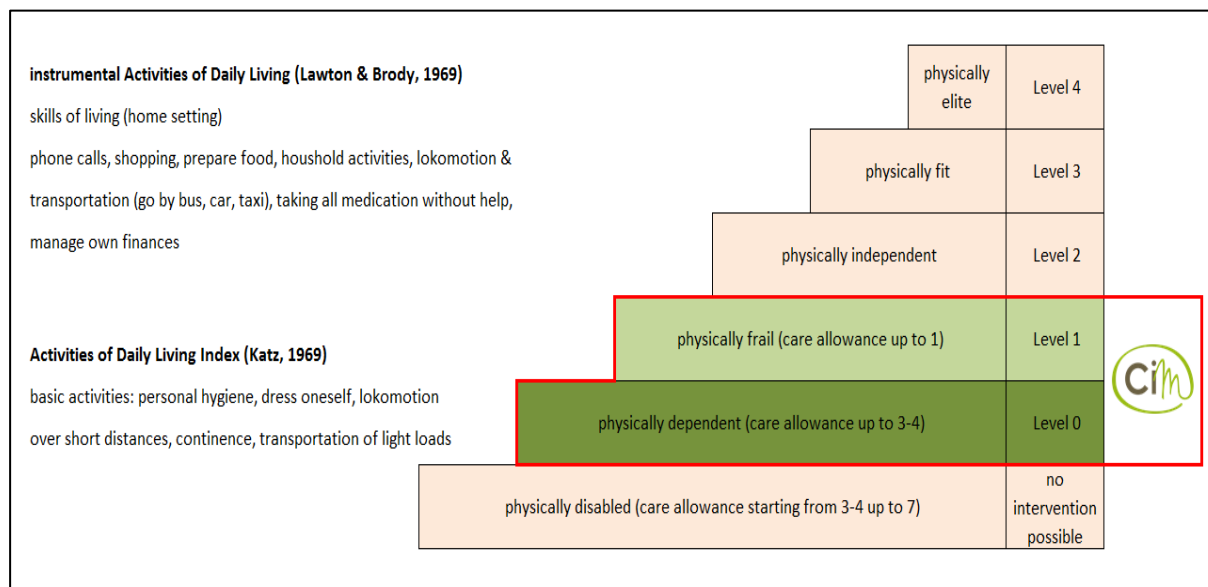 instrumental Activities of Daily Living (Lawton & Brody, 1969)
skills of living (home setting)
phone calls, shopping, prepare food, houshold activities, lokomotion &
transportation (go by bus, car, taxi), taking all medication without help,
manage own finances
Activities of Daily Living Index (Katz, 1969)
basic activities: personal hygiene, dress oneself, lokomotion
over short distances, continence, transportation of light loads
physically
elite
Level 4
physically fit
Level 3
physically independent
Level 2
physically frail (care allowance up to 1)
Level 1
physically dependent (care allowance up to 3-4)
Level 0
physically disabled (care allowance starting from 3-4 up to 7)
no
intervention
possible
CiM